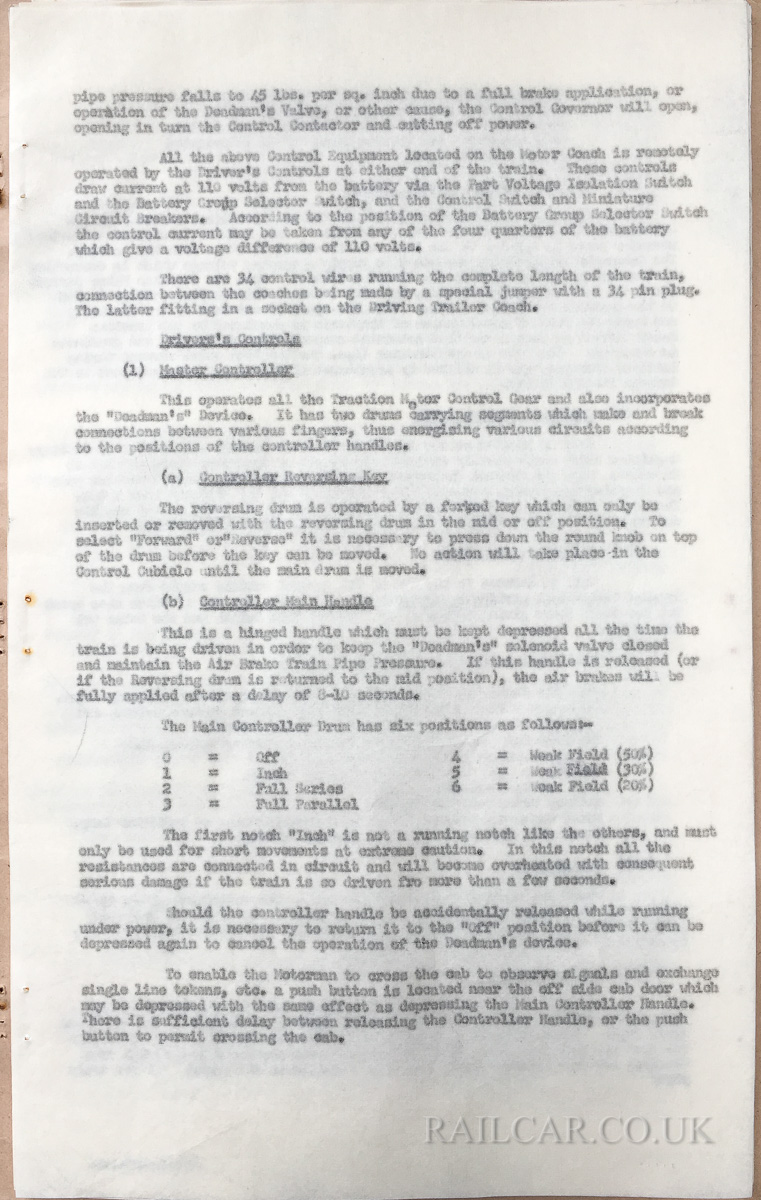 pipe pressure falls to 45 lbs. per sq. inch due to a full brake application, or
operation of the Deadman's Valve, or other cause, the Control Governor will open,
opening in turn the Control Contactor and cutting off power.
All the above Control Equipment located on the Motor Coach is remotely
operated by the Driver's Controls at either end of the train. These controls
draw current at 110 volts from the battery via the Part Voltage Isolation Switch
and the Battery Group Selector Switch, and the Control Switch and Miniature
Circuit Breakers. According to the position of the Battery Group Selector Switch
the control current may be taken from any of the four quarters of the battery
which give a voltage difference of 110 volts.
There are 34 control wires running the complete length of the train,
connection between the coaches being made by a special jumper with a 34 pin plug.
The latter fitting in a socket on the Driving Trailer Coach.
Drivers's Controls
(1) Master Controller
This operates all the Traction Motor Control Gear and also incorporates
the "Deadman's" Device. It has two drums carrying segments which make and break
connections between various fingers, thus energising various circuits according
to the positions of the controller handles.
(a) Controller Reversing Key
The reversing drum is operated by a forked key which can only be
inserted or removed with the reversing drum in the mid or off position. To
select "Forward" or "Reverse" it is necessary to press down the round knob on top
of the drum before the key can be moved. No action will take place in the
Control Cubicle until the main drum is moved.
(b) Controller Main Handle
This is a hinged handle which must be kept depressed all the time the
train is being driven in order to keep the "Deadman's" solenoid valve closed
and maintain the Air Brake Train Pipe Pressure. If this handle is released (or
if the Reversing drum is returned to the mid position), the air brakes will be
fully applied after a delay of 8-10 seconds.
The Main Controller Drum has six positions as follows:-
0 = Off 4 = Weak Field (50%)
1 = Inch 5 = Weak Field (30%)
2 = Full Series 6 = Weak Field (20%)
3 = Full Parallel
The first notch "Inch" is not a running notch like the others, and must
only be used for short movements at extreme caution. In this notch all the
resistances are connected in circuit and will become overheated with consequent
serious damage if the train is so driven fro more than a few seconds.
Should the controller handle be accidentally released while running
under power, it is necessary to return it to the "Off" position before it can be
depressed again to cancel the operation of the Deadman's device.
To enable the Motorman to cross the cab to observe signals and exchange
single line tokens, etc. a push button is located near the off side cab door which
may be depressed with the same effect as depressing the Main Controller Handle.
There is sufficient delay between releasing the Controller Handle, or the push
button to permit crossing the cab.
RAILCAR.CO.UK